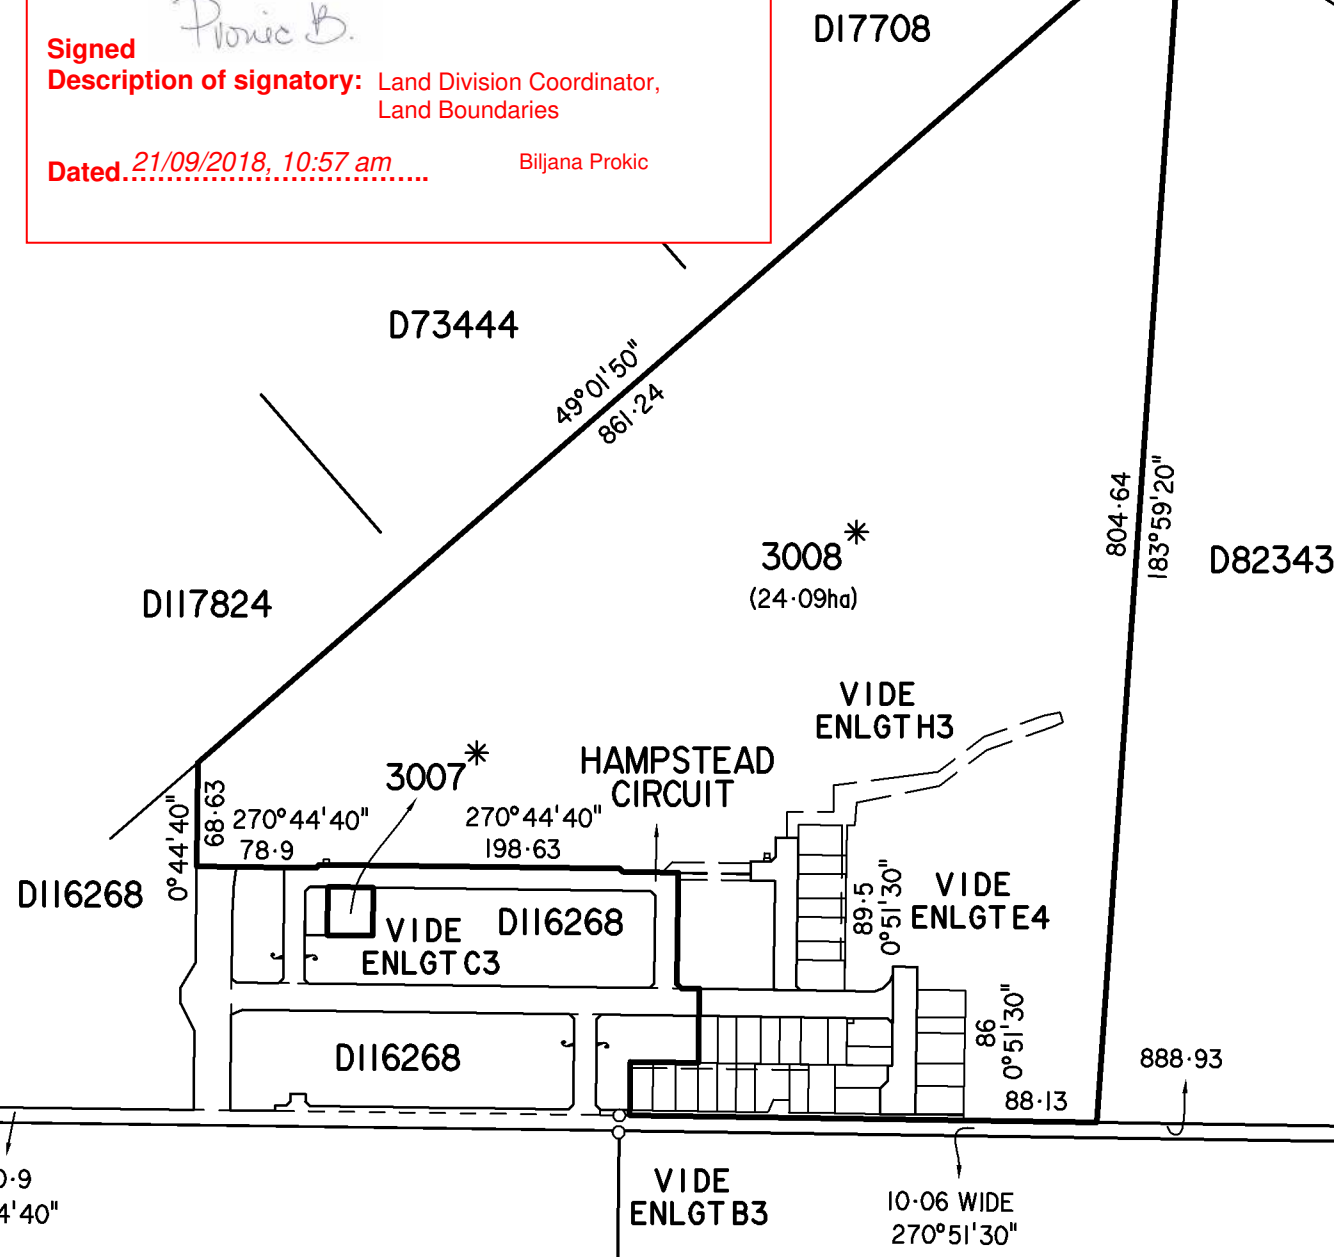 Signed Pronic B.
Description of signatory: Land Division Coordinator,
Land Boundaries
Dated 21/09/2018, 10:57 am
Biljana Prokic
D17708
D73444
49°01'50"
861·24
804·64
183°59'20"
D82343
3008*
(24·09ha)
D117824
VIDE
ENLGT H3
3007*
HAMPSTEAD
CIRCUIT
0°44'40"
68·63
270°44'40"
78·9
270°44'40"
198·63
D116268
VIDE
ENLGT C3
D116268
89·5
0°51'30"
VIDE
ENLGT E4
D116268
86
0°51'30"
88·13
888·93
0·9
4'40"
VIDE
ENLGT B3
10·06 WIDE
270°51'30"